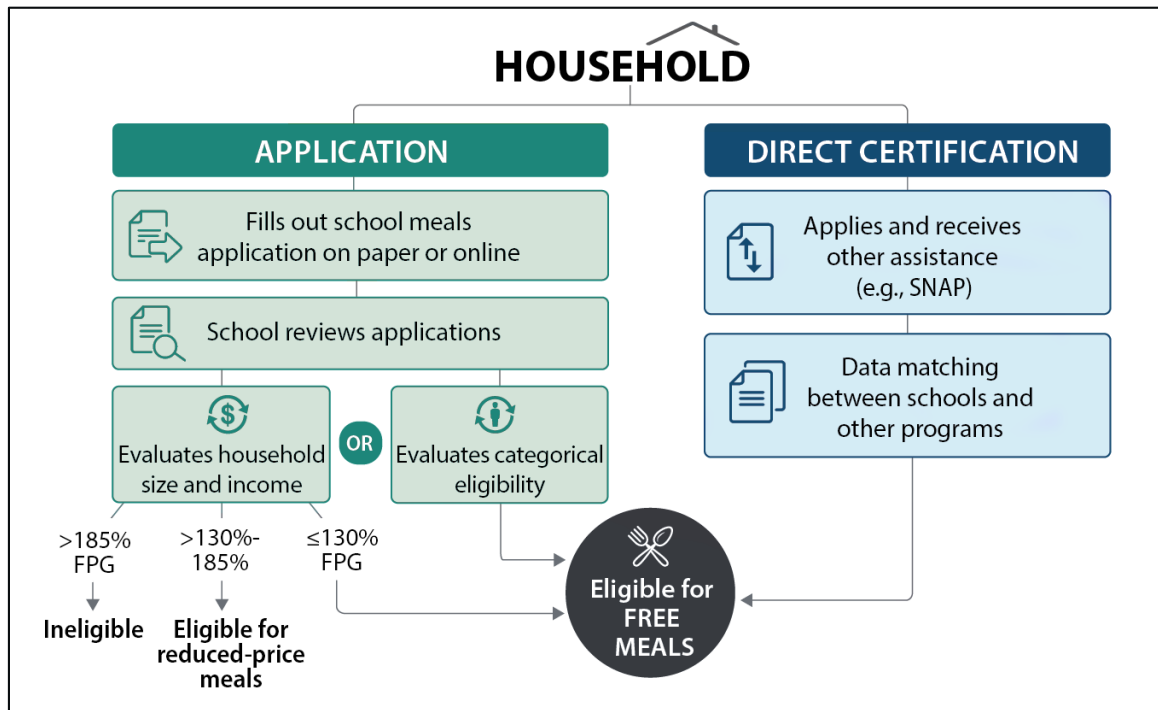 HOUSEHOLD
APPLICATION
Fills out school meals
application on paper or online
School reviews applications
$
Evaluates household
size and income
OR
Evaluates categorical
eligibility
>185%
FPG
>130%-
185%
≤130%
FPG
Ineligible
Eligible for
reduced-price
meals
DIRECT CERTIFICATION
Applies and receives
other assistance
(e.g., SNAP)
Data matching
between schools and
other programs
Eligible for
FREE
MEALS